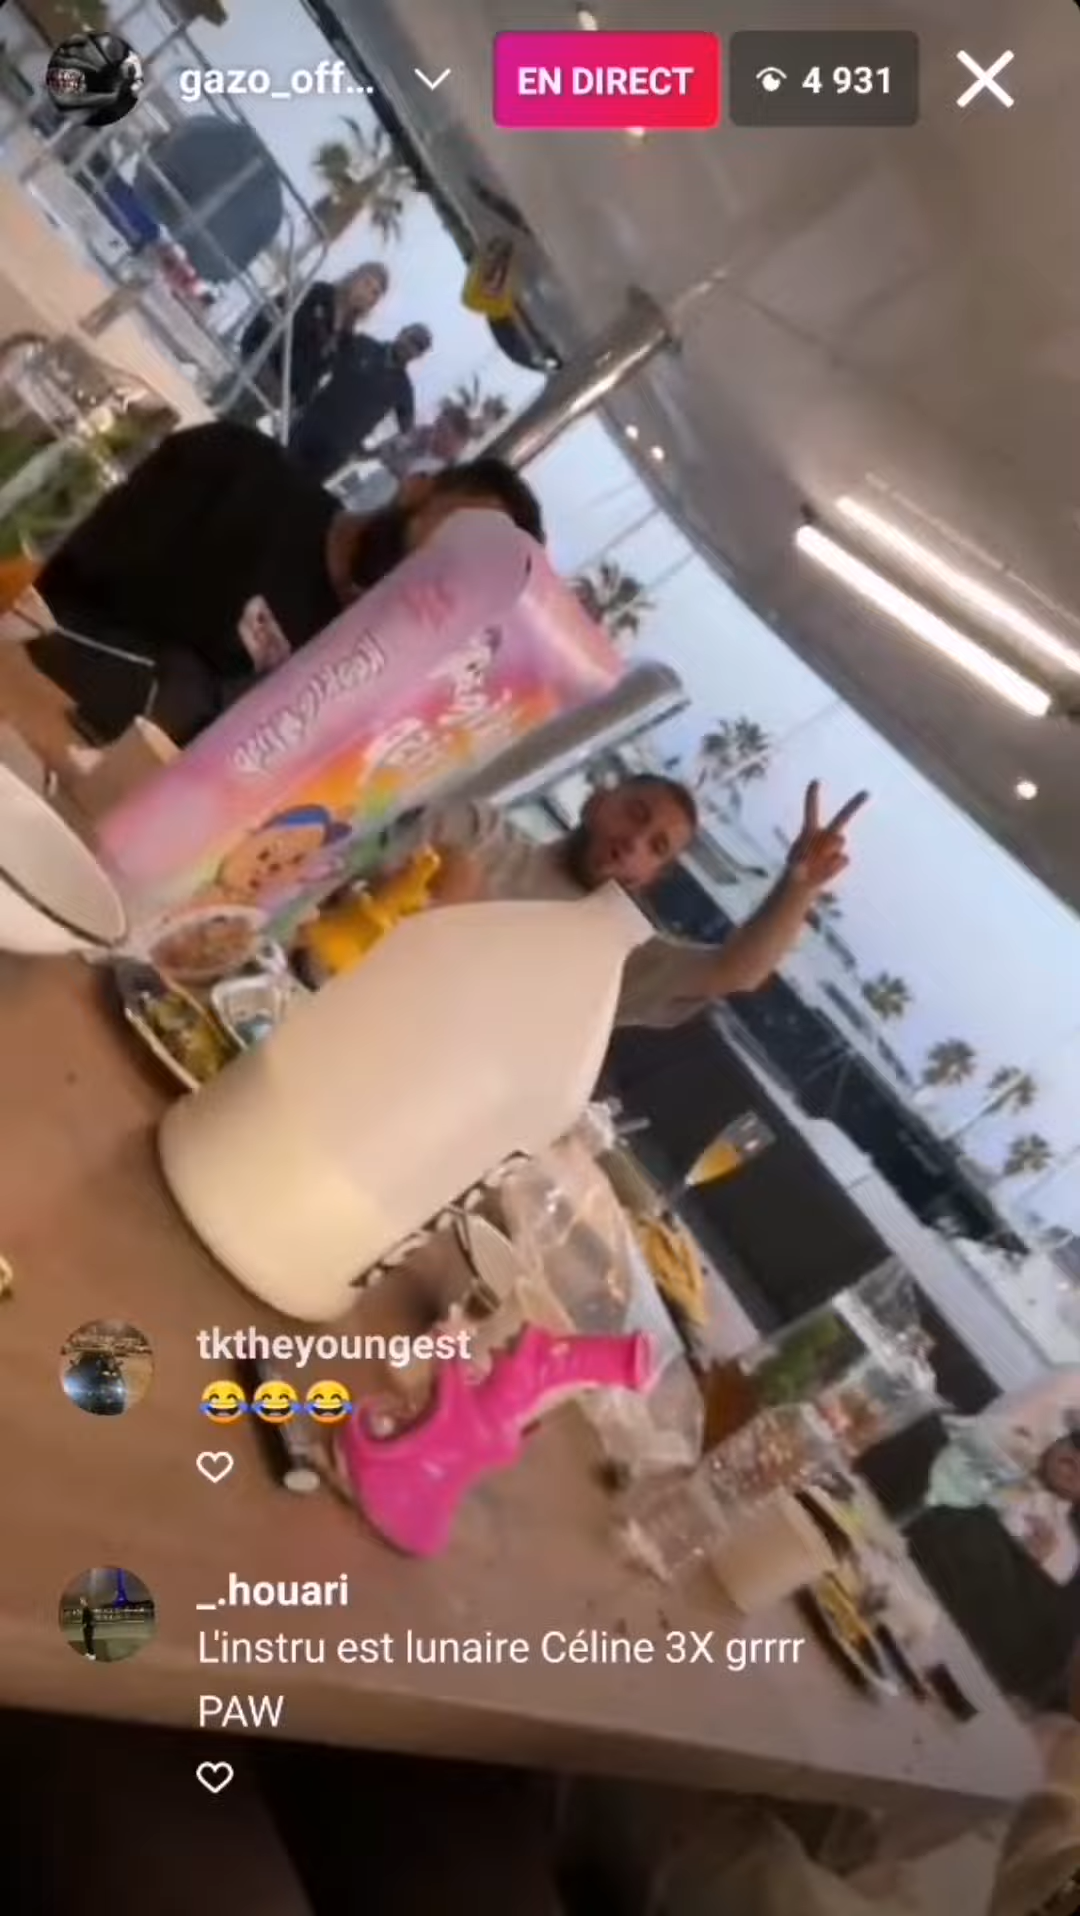 gazo_off...
EN DIRECT
4 931
tktheyoungest
😂😂😂
_.houari
L'instru est lunaire Céline 3X grrrr
PAW